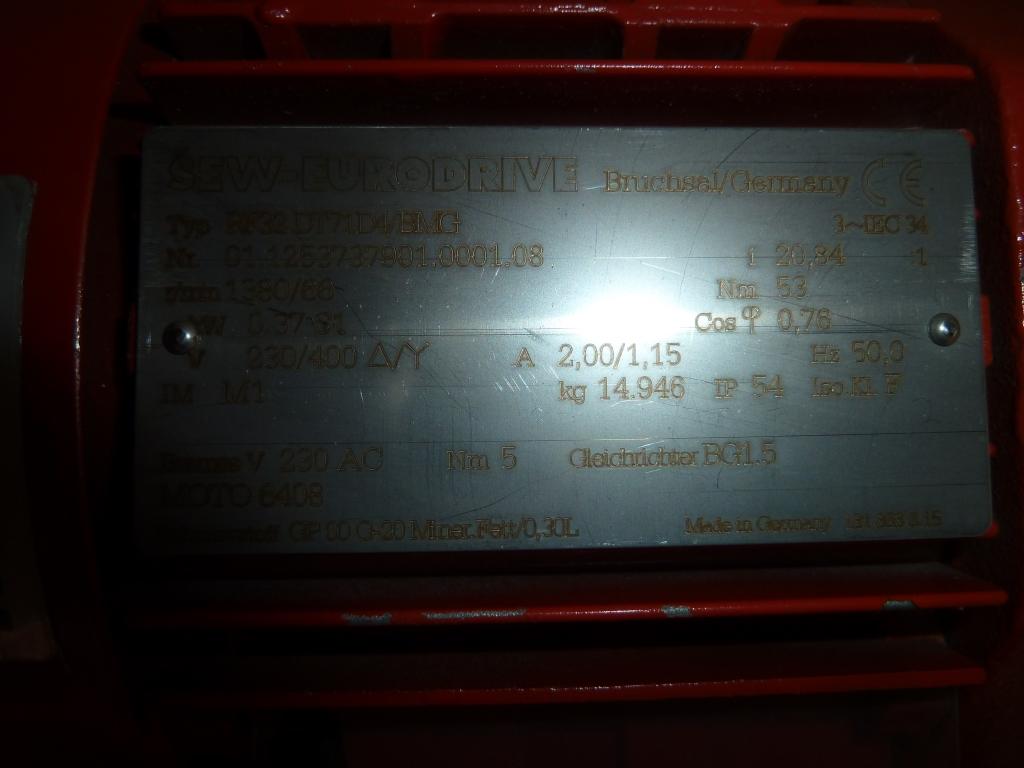 SEW-EURODRIVE Bruchsal/Germany CE
Typ RF32 DT71D4/BMG 3~IEC 34
Nr. 01.1253737901.0001.08 i 20,84 :1
r/min 1380/66 Nm 53
kW 0.37 S1 Cos φ 0,76
V 230/400 Δ/Y A 2,00/1,15 Hz 50,0
IM M1 kg 14.946 IP 54 Iso.Kl. F
Bremse V 230 AC Nm 5 Gleichrichter BG1.5
MOTO 6408
GP 00 G-20 Miner.Fett/0,30L Made in Germany